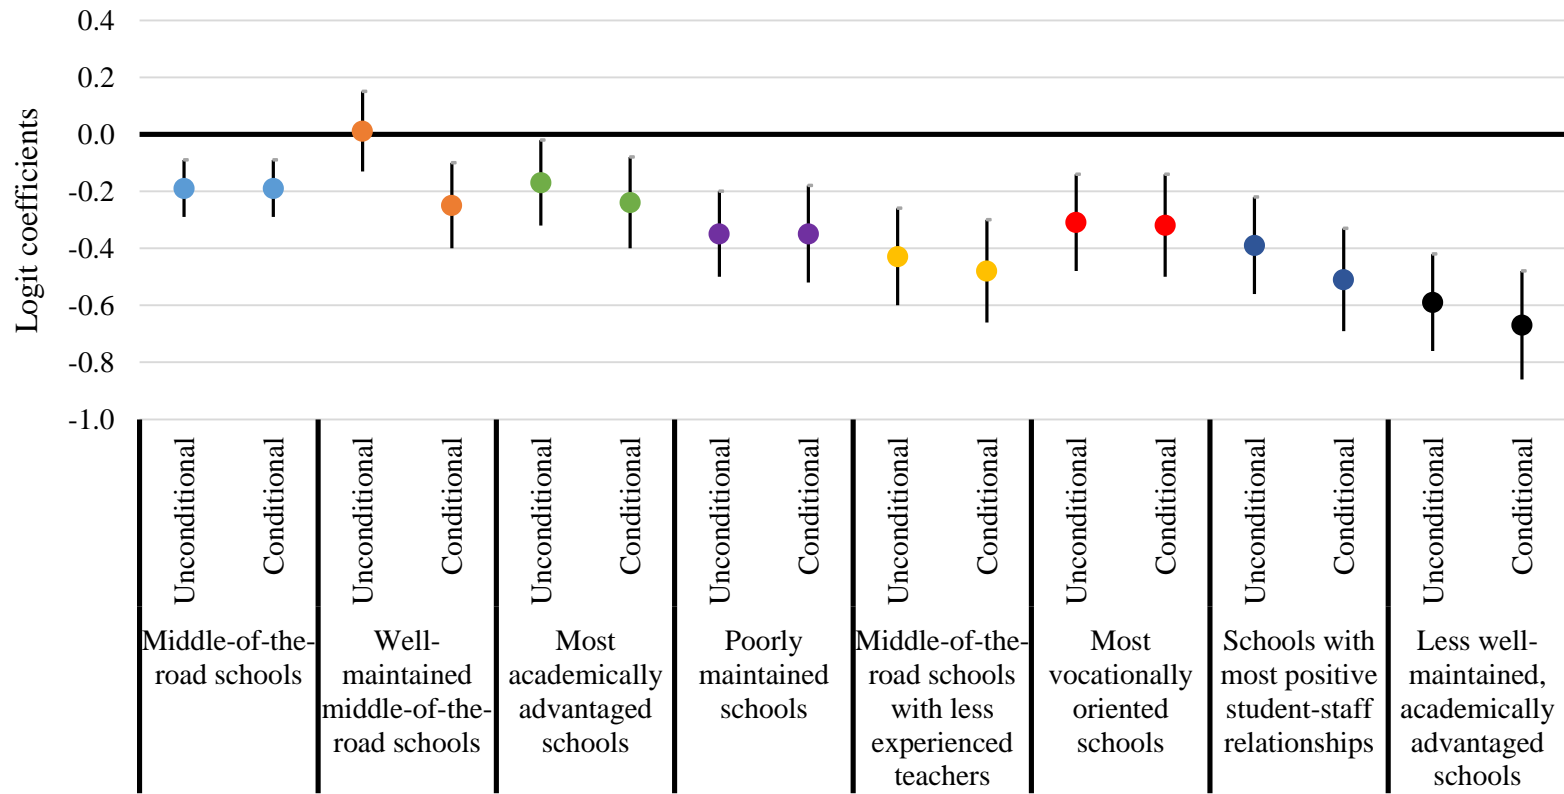 Logit coefficients
0.4
0.2
0.0
-0.2
-0.4
-0.6
-0.8
-1.0
Unconditional
Conditional
Unconditional
Conditional
Unconditional
Conditional
Unconditional
Conditional
Unconditional
Conditional
Unconditional
Conditional
Unconditional
Conditional
Unconditional
Conditional
Middle-of-the-
road schools
Well-
maintained
middle-of-the-
road schools
Most
academically
advantaged
schools
Poorly
maintained
schools
Middle-of-the-
road schools
with less
experienced
teachers
Most
vocationally
oriented
schools
Schools with
most positive
student-staff
relationships
Less well-
maintained,
academically
advantaged
schools